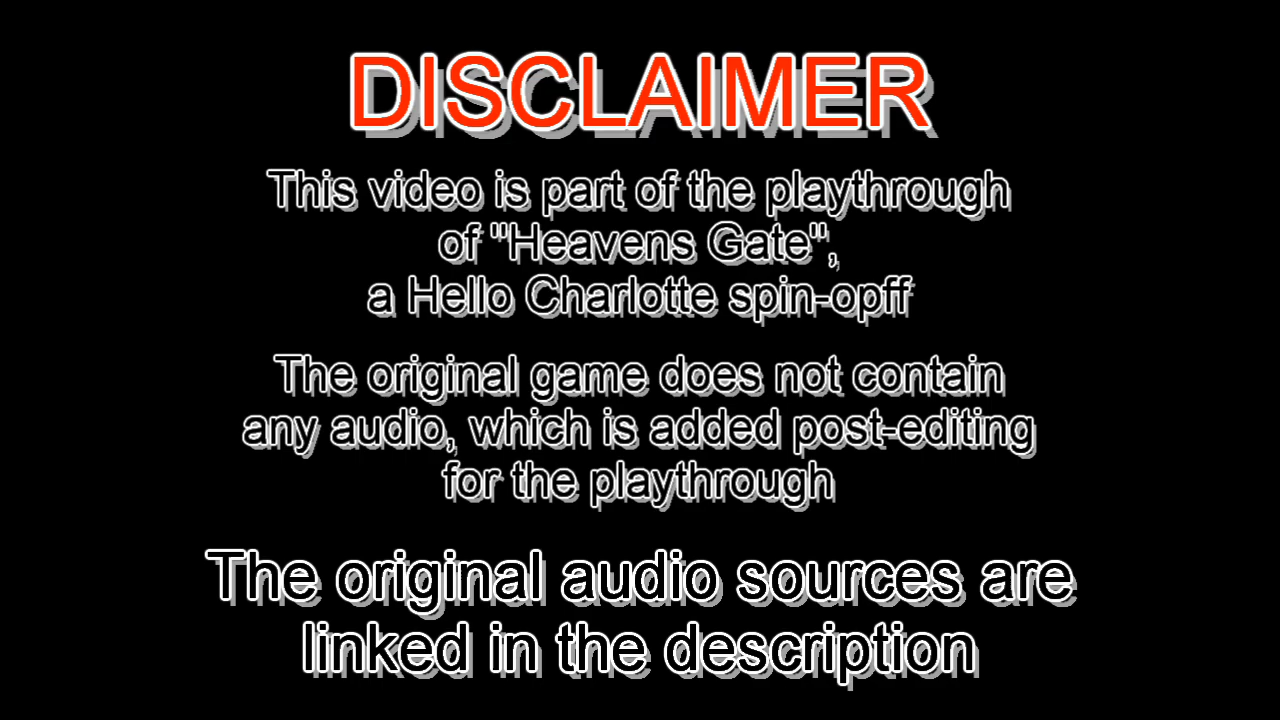 DISCLAIMER
This video is part of the playthrough
of "Heavens Gate",
a Hello Charlotte spin-opff
The original game does not contain
any audio, which is added post-editing
for the playthrough
The original audio sources are
linked in the description